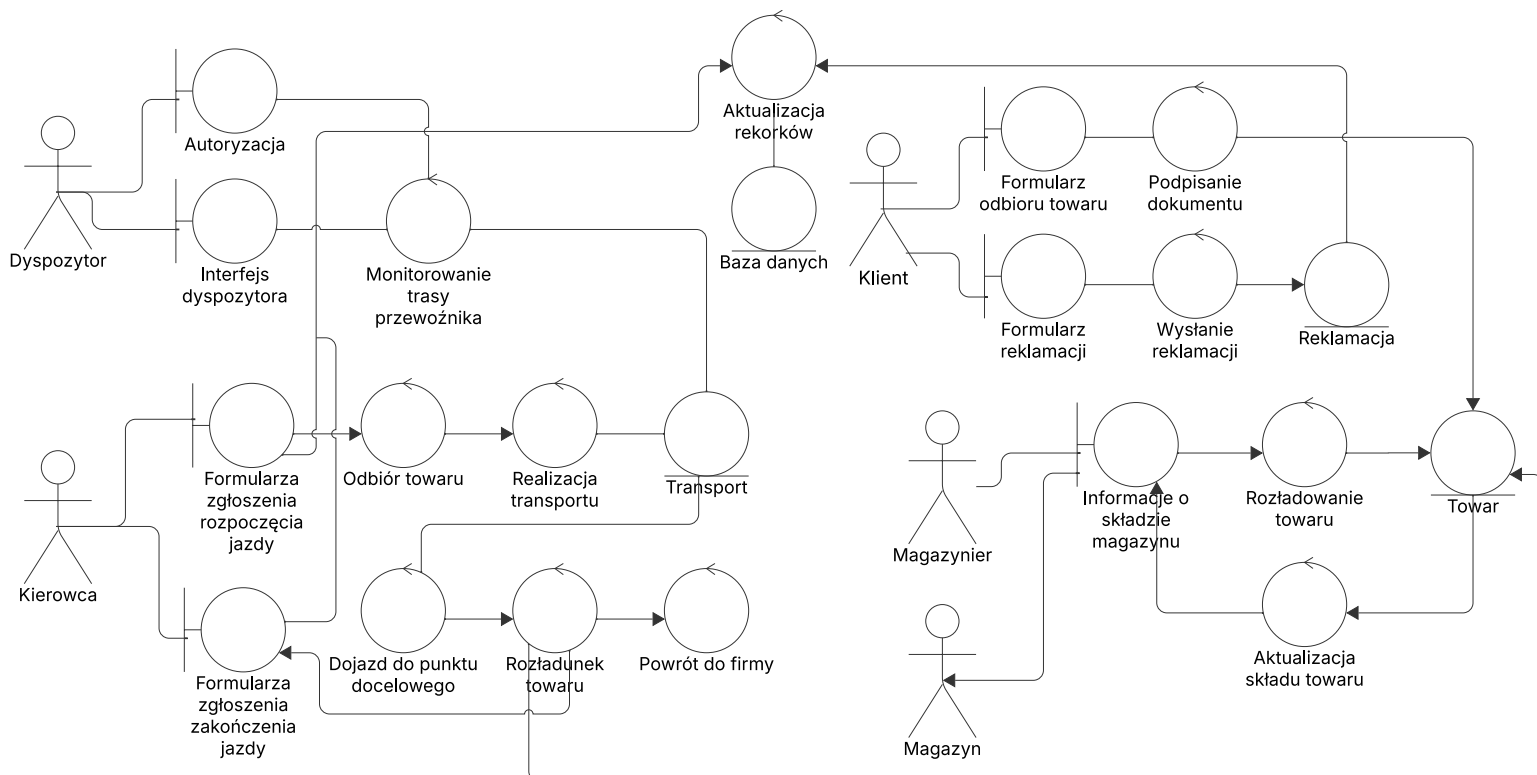 Autoryzacja
Dyspozytor
Interfejs
dyspozytora
Monitorowanie
trasy
przewoźnika
Aktualizacja
rekorków
Baza danych
Formularz
odbioru towaru
Podpisanie
dokumentu
Klient
Formularz
reklamacji
Wysłanie
reklamacji
Reklamacja
Formularza
zgłoszenia
rozpoczęcia
jazdy
Odbiór towaru
Realizacja
transportu
Transport
Kierowca
Formularza
zgłoszenia
zakończenia
jazdy
Dojazd do punktu
docelowego
Rozładunek
towaru
Powrót do firmy
Magazynier
Informacje o
składzie
magazynu
Rozładowanie
towaru
Towar
Aktualizacja
składu towaru
Magazyn